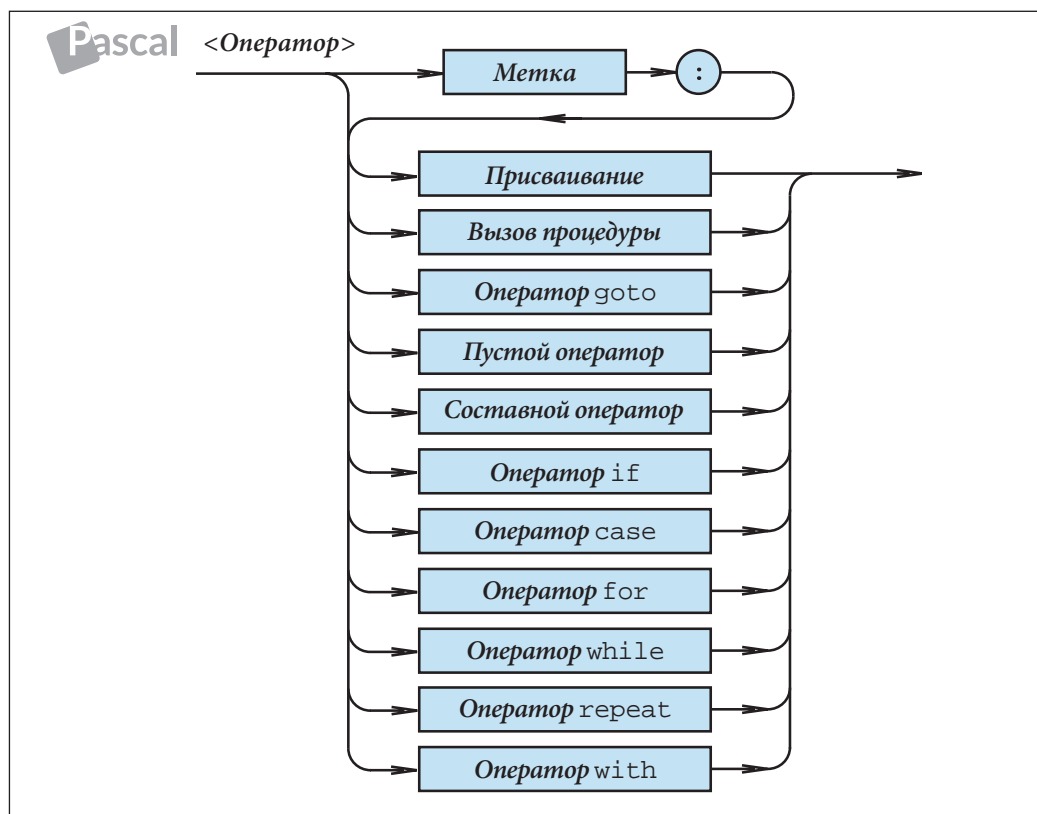 Pascal <Оператор>
Метка :
Присваивание
Вызов процедуры
Оператор goto
Пустой оператор
Составной оператор
Оператор if
Оператор case
Оператор for
Оператор while
Оператор repeat
Оператор with